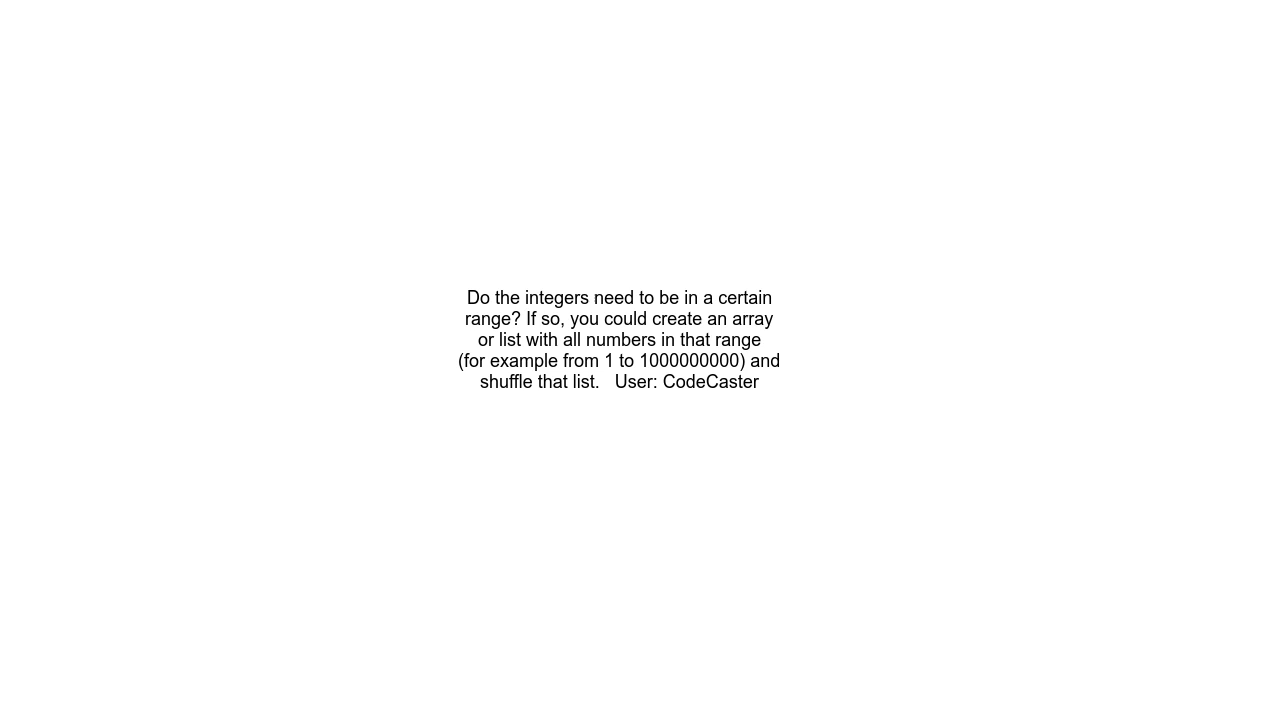 Do the integers need to be in a certain
range? If so, you could create an array
or list with all numbers in that range
(for example from 1 to 1000000000) and
shuffle that list.   User: CodeCaster